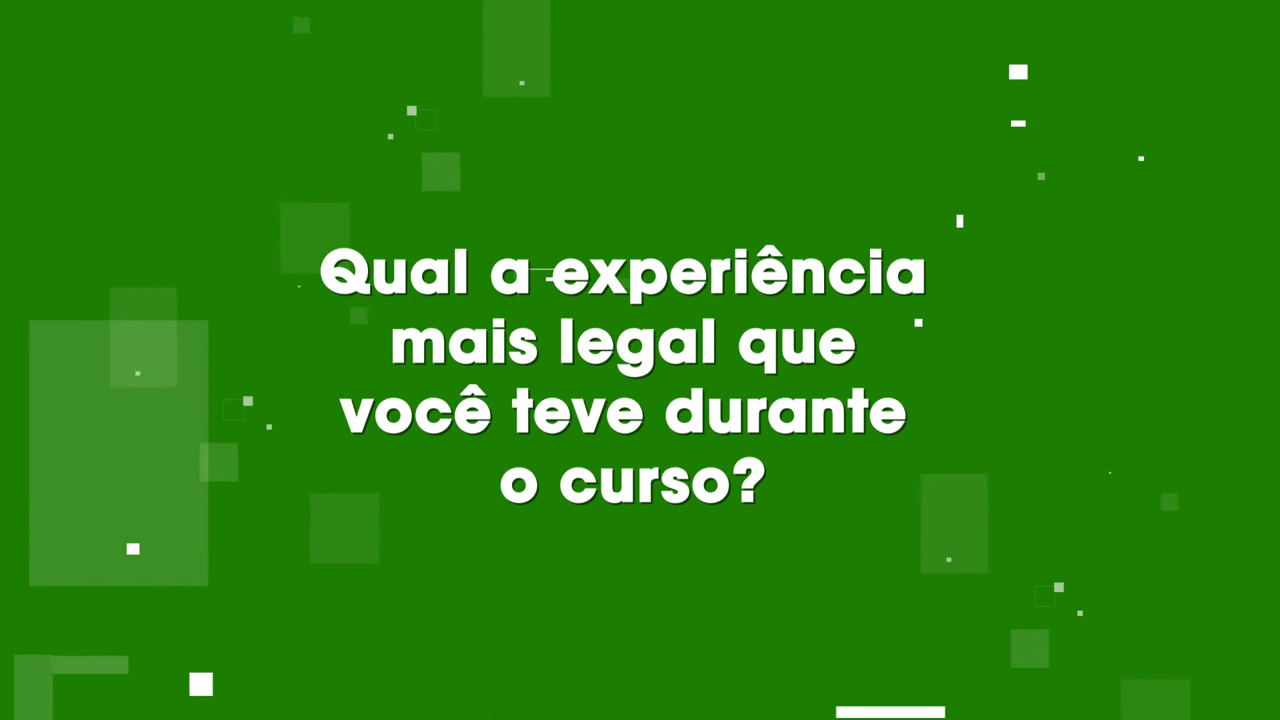 Qual a experiência
mais legal que
você teve durante
o curso?